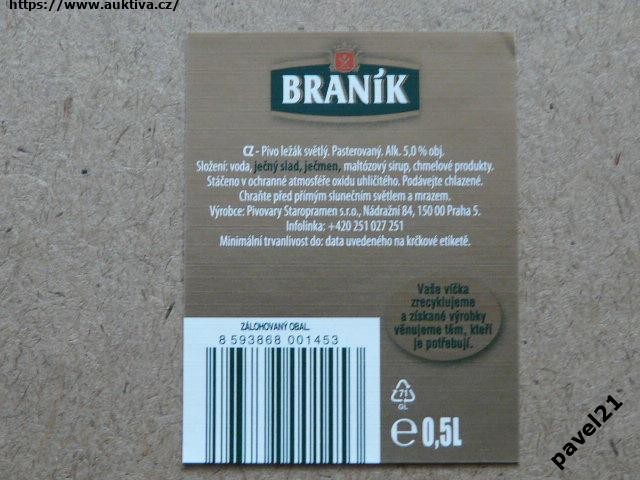 https://www.auktiva.cz/
BRANÍK
CZ - Pivo ležák světlý. Pasterovaný. Alk. 5,0 % obj.
Složení: voda, ječný slad, ječmen, maltózový sirup, chmelové produkty.
Stáčeno v ochranné atmosféře oxidu uhličitého. Podávejte chlazené.
Chraňte před přímým slunečním světlem a mrazem.
Výrobce: Pivovary Staropramen s.r.o., Nádražní 84, 150 00 Praha 5.
Infolinka: +420 251 027 251
Minimální trvanlivost do: data uvedeného na krčkové etiketě.
Vaše víčka
zrecyklujeme
a získané výrobky
věnujeme těm, kteří
je potřebují.
ZÁLOHOVANÝ OBAL.
8 593868 001453
71
GL
e 0,5L
pavel21